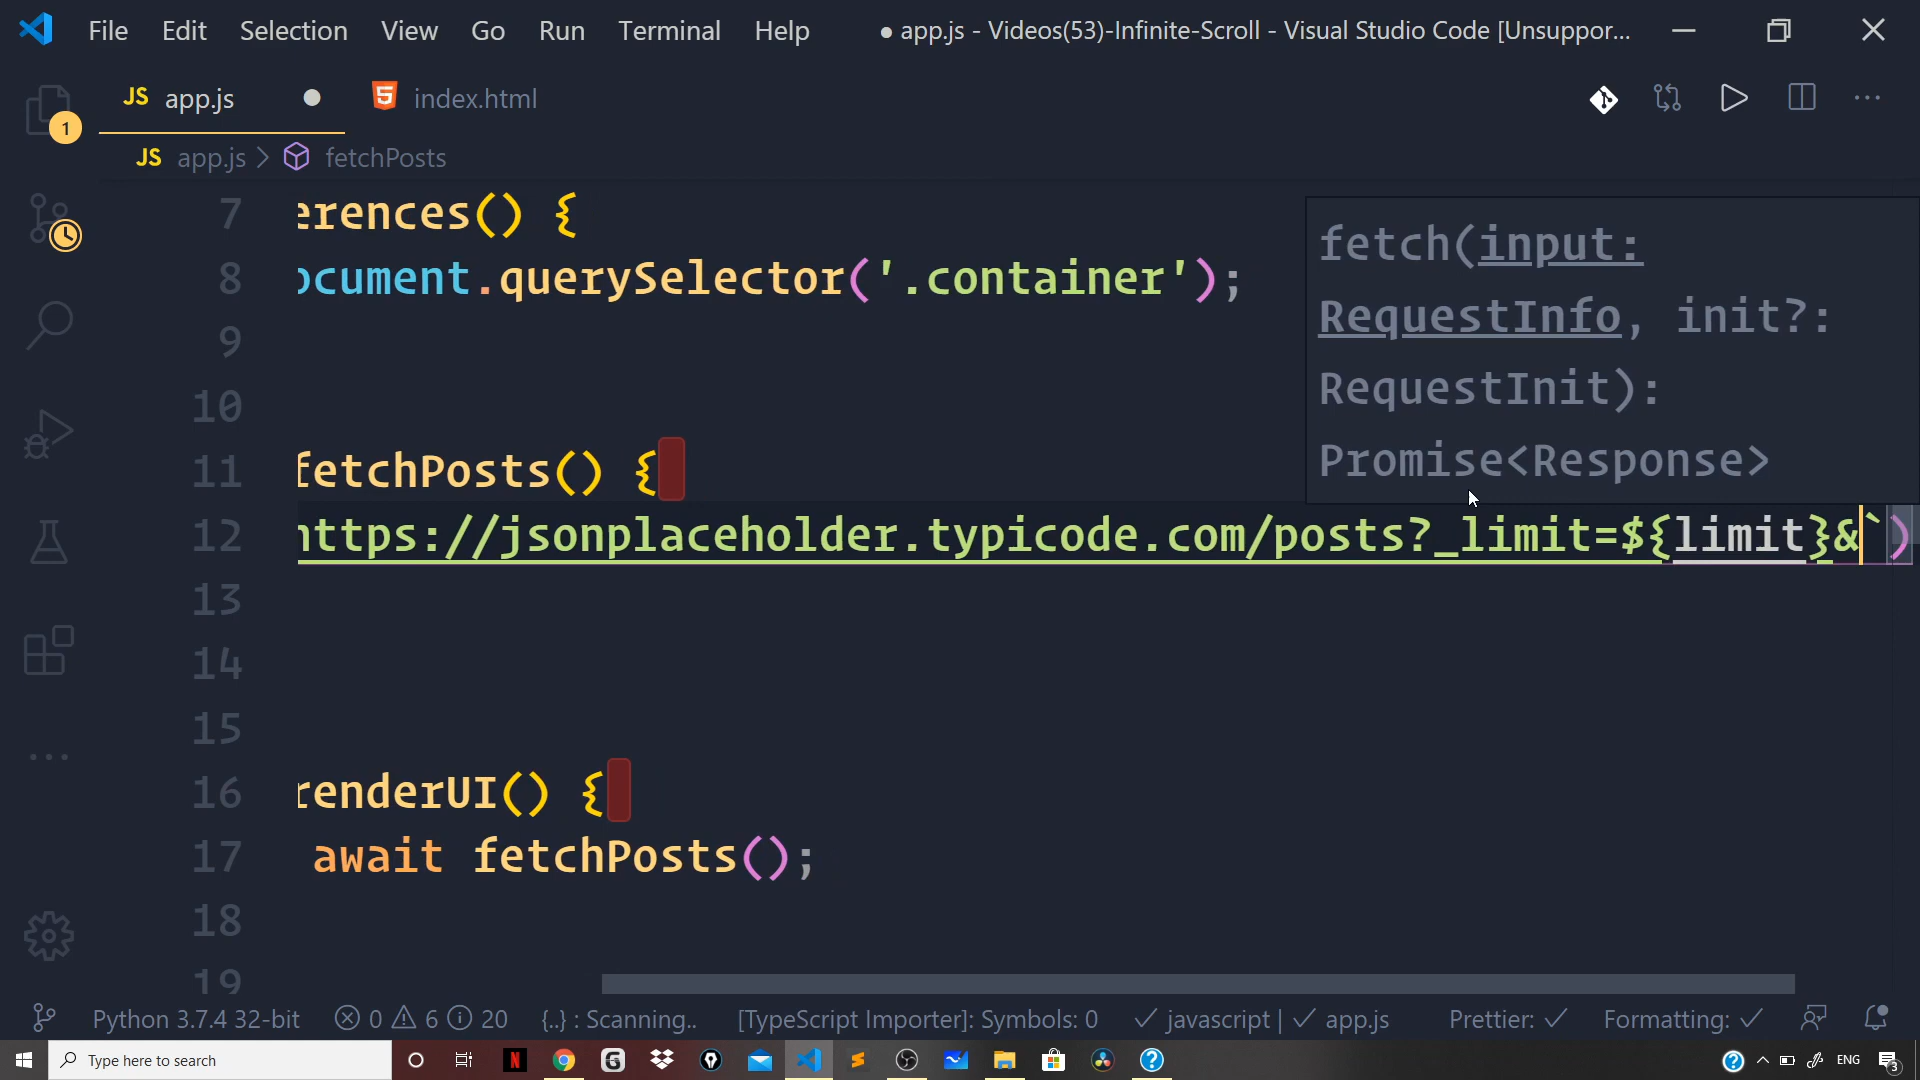 File Edit Selection View Go Run Terminal Help ● app.js - Videos(53)-Infinite-Scroll - Visual Studio Code [Unsuppor...
JS app.js ● 5 index.html ...
1
JS app.js > fetchPosts
7 erences() {
8 ocument.querySelector('.container');
9
10
11 fetchPosts() {
12 https://jsonplaceholder.typicode.com/posts?_limit=${limit}&`)
13
14
15
16 renderUI() {
17 await fetchPosts();
18
19
fetch(input:
RequestInfo, init?:
RequestInit):
Promise<Response>
Python 3.7.4 32-bit 0 6 20 {..} : Scanning.. [TypeScript Importer]: Symbols: 0 ✓ javascript | ✓ app.js Prettier: ✓ Formatting: ✓
Type here to search N G S ? ? ENG 3